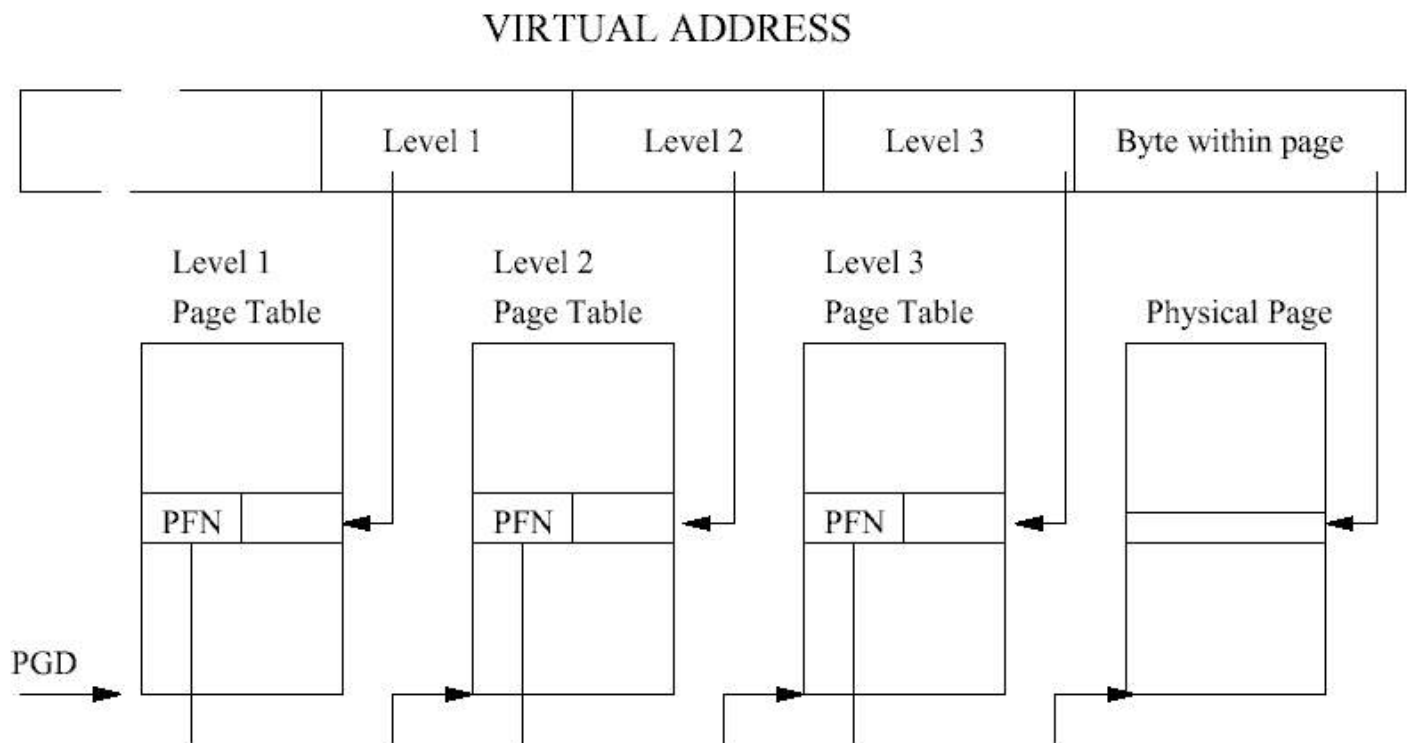 VIRTUAL ADDRESS
Level 1
Level 2
Level 3
Byte within page
Level 1
Page Table
Level 2
Page Table
Level 3
Page Table
Physical Page
PFN
PFN
PFN
PGD